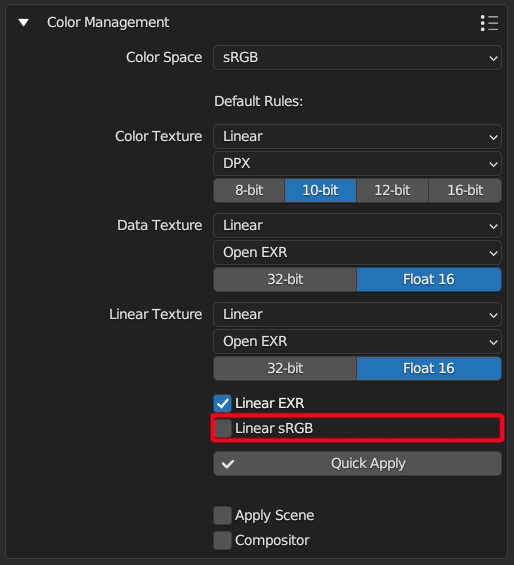 Color Management
Color Space sRGB
Default Rules:
Color Texture Linear
DPX
8-bit 10-bit 12-bit 16-bit
Data Texture Linear
Open EXR
32-bit Float 16
Linear Texture Linear
Open EXR
32-bit Float 16
Linear EXR
Linear sRGB
Quick Apply
Apply Scene
Compositor